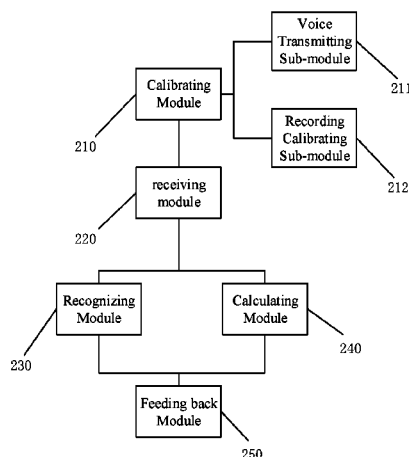 Voice
Transmitting
Sub-module
211
Calibrating
Module
210
Recording
Calibrating
Sub-module
212
receiving
module
220
Recognizing
Module
230
Calculating
Module
240
Feeding back
Module
250